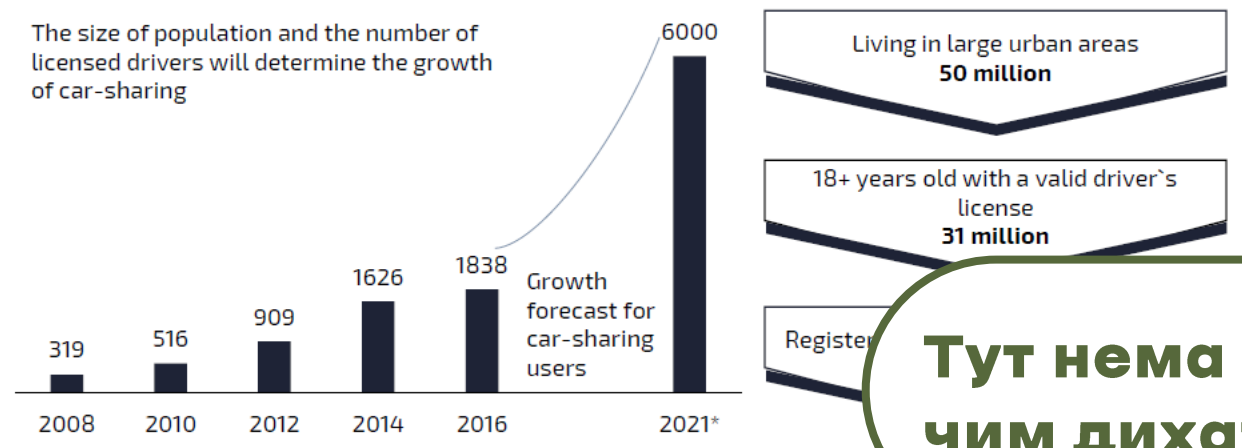 The size of population and the number of
licensed drivers will determine the growth
of car-sharing
6000
1838
1626
909
516
319
Growth
forecast for
car-sharing
users
2008 2010 2012 2014 2016 2021*
Living in large urban areas
50 million
18+ years old with a valid driver`s
license
31 million
Тут нема
чим